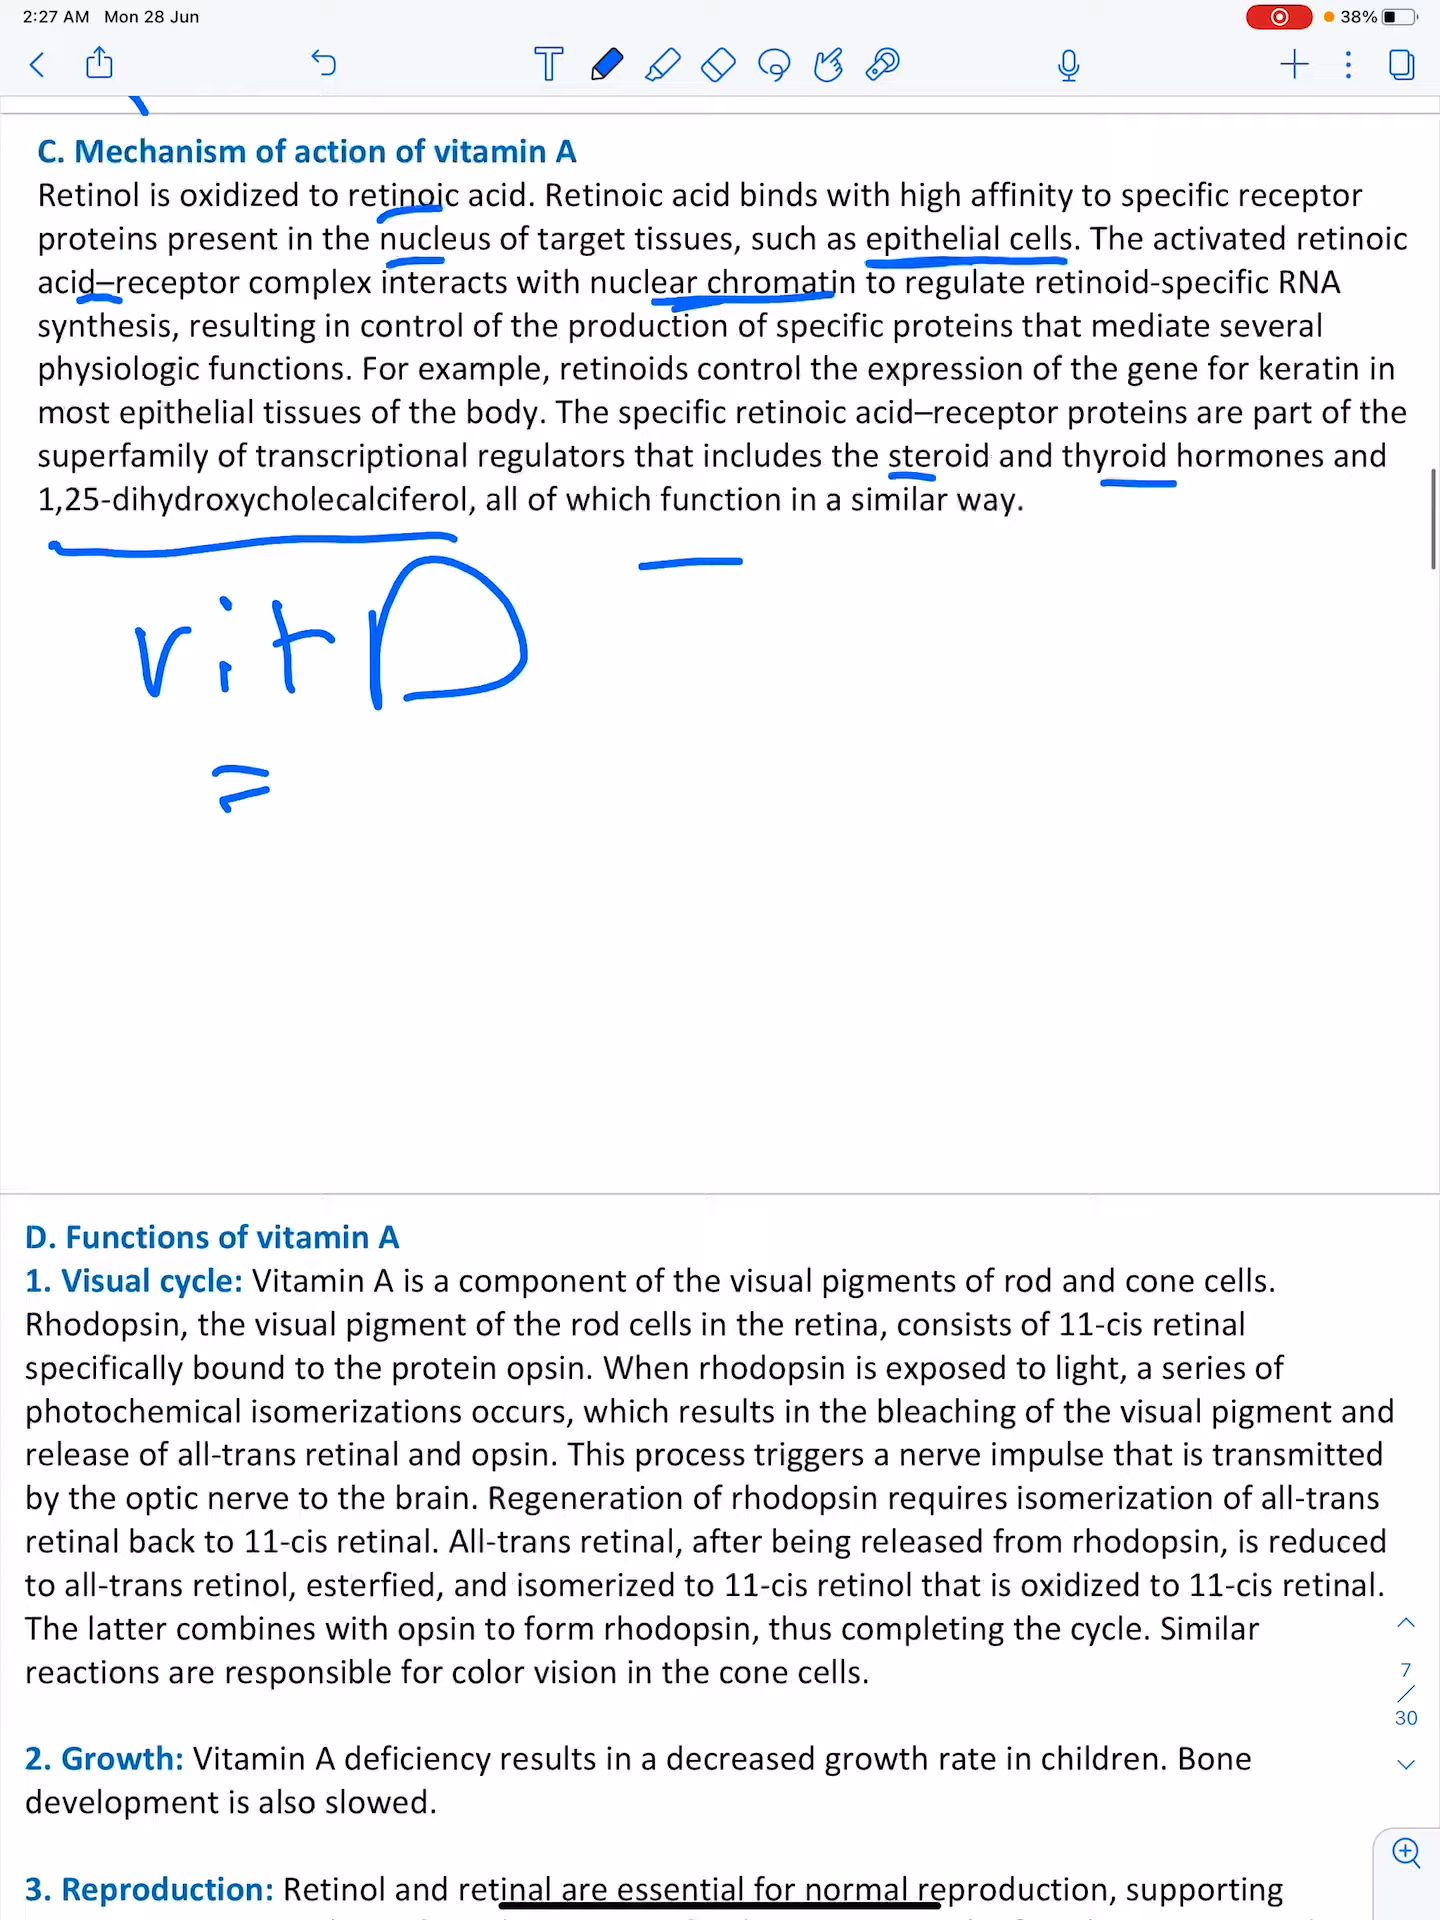 2:27 AM Mon 28 Jun
38%
C. Mechanism of action of vitamin A
Retinol is oxidized to retinoic acid. Retinoic acid binds with high affinity to specific receptor
proteins present in the nucleus of target tissues, such as epithelial cells. The activated retinoic
acid–receptor complex interacts with nuclear chromatin to regulate retinoid-specific RNA
synthesis, resulting in control of the production of specific proteins that mediate several
physiologic functions. For example, retinoids control the expression of the gene for keratin in
most epithelial tissues of the body. The specific retinoic acid–receptor proteins are part of the
superfamily of transcriptional regulators that includes the steroid and thyroid hormones and
1,25-dihydroxycholecalciferol, all of which function in a similar way.
vit D
=
D. Functions of vitamin A
1. Visual cycle: Vitamin A is a component of the visual pigments of rod and cone cells.
Rhodopsin, the visual pigment of the rod cells in the retina, consists of 11-cis retinal
specifically bound to the protein opsin. When rhodopsin is exposed to light, a series of
photochemical isomerizations occurs, which results in the bleaching of the visual pigment and
release of all-trans retinal and opsin. This process triggers a nerve impulse that is transmitted
by the optic nerve to the brain. Regeneration of rhodopsin requires isomerization of all-trans
retinal back to 11-cis retinal. All-trans retinal, after being released from rhodopsin, is reduced
to all-trans retinol, esterfied, and isomerized to 11-cis retinol that is oxidized to 11-cis retinal.
The latter combines with opsin to form rhodopsin, thus completing the cycle. Similar
reactions are responsible for color vision in the cone cells.
7
/
30
2. Growth: Vitamin A deficiency results in a decreased growth rate in children. Bone
development is also slowed.
3. Reproduction: Retinol and retinal are essential for normal reproduction, supporting